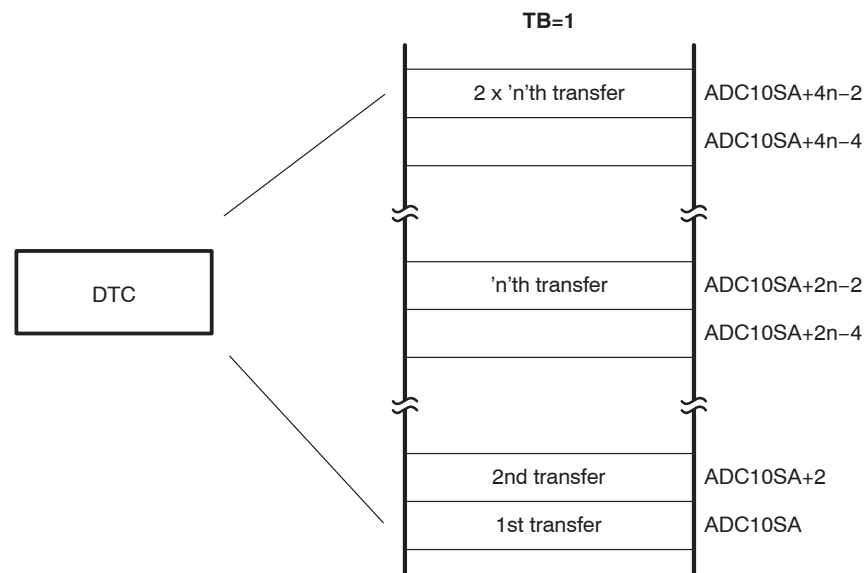 TB=1
2 x ’n’th transfer ADC10SA+4n−2
ADC10SA+4n−4
DTC
’n’th transfer ADC10SA+2n−2
ADC10SA+2n−4
2nd transfer ADC10SA+2
1st transfer ADC10SA